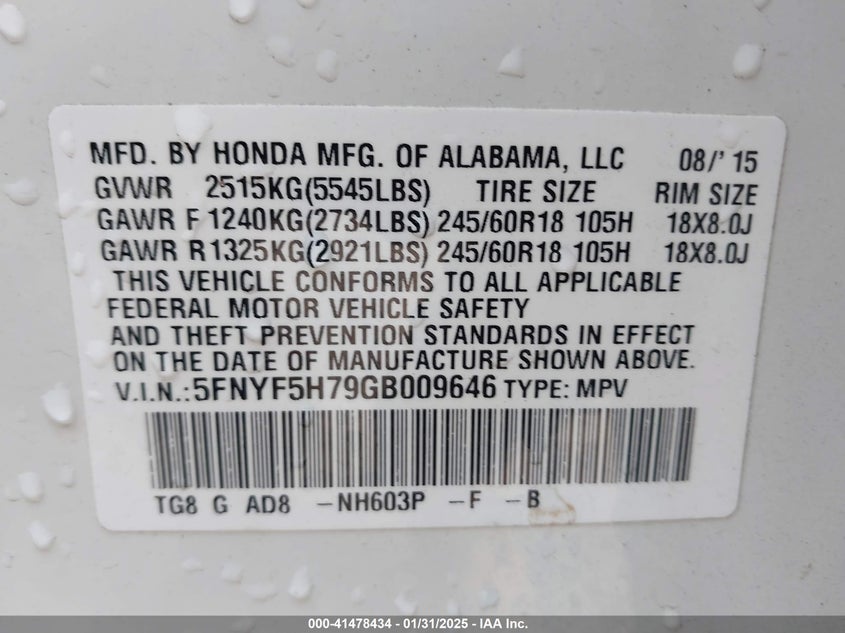 MFD. BY HONDA MFG. OF ALABAMA, LLC 08/'15
GVWR 2515KG(5545LBS) TIRE SIZE RIM SIZE
GAWR F 1240KG(2734LBS) 245/60R18 105H 18X8.0J
GAWR R 1325KG(2921LBS) 245/60R18 105H 18X8.0J
THIS VEHICLE CONFORMS TO ALL APPLICABLE
FEDERAL MOTOR VEHICLE SAFETY
AND THEFT PREVENTION STANDARDS IN EFFECT
ON THE DATE OF MANUFACTURE SHOWN ABOVE.
V.I.N.:5FNYF5H79GB009646 TYPE: MPV
TG8 G AD8 -NH603P -F -B
000-41478434 - 01/31/2025 - IAA Inc.